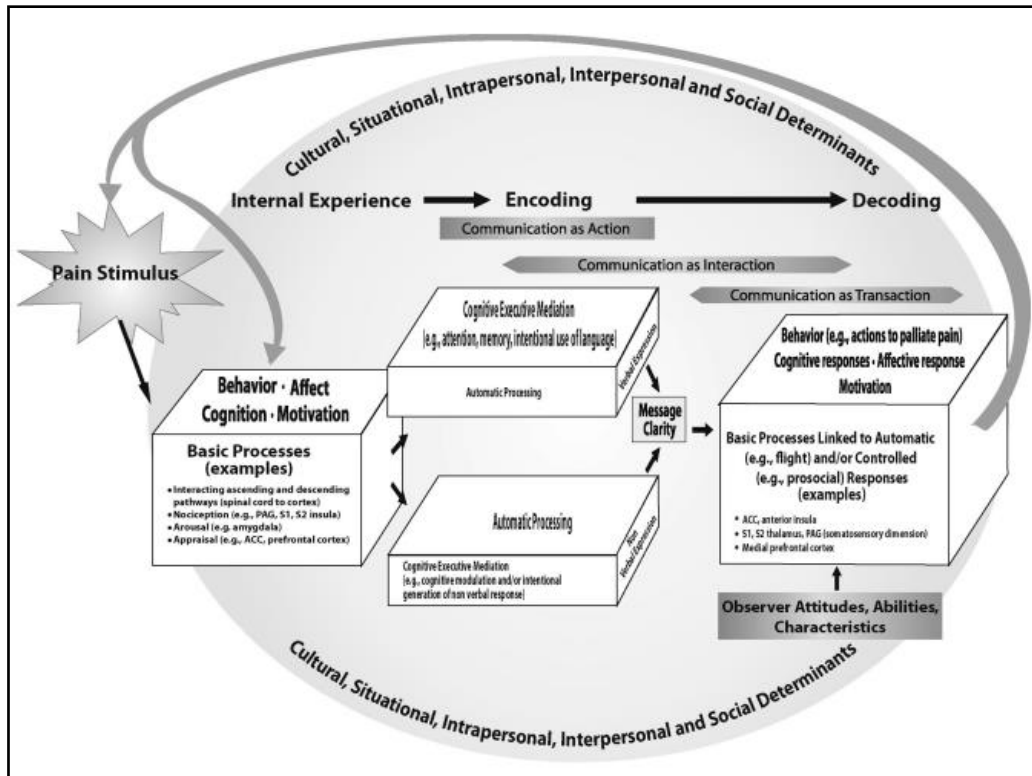 Cultural, Situational, Intrapersonal, Interpersonal and Social Determinants
Internal Experience
Encoding
Decoding
Communication as Action
Communication as Interaction
Communication as Transaction
Pain Stimulus
Behavior · Affect
Cognition · Motivation
Basic Processes
(examples)
• Interacting ascending and descending
pathways (spinal cord to cortex)
• Nociception (e.g., PAG, S1, S2 insula)
• Arousal (e.g. amygdala)
• Appraisal (e.g., ACC, prefrontal cortex)
Cognitive Executive Mediation
(e.g., attention, memory, intentional use of language)
Automatic Processing
Verbal Expression
Automatic Processing
Cognitive Executive Mediation
(e.g., cognitive modulation and/or intentional
generation of non verbal response)
Non
Verbal Expression
Message
Clarity
Behavior (e.g., actions to palliate pain)
Cognitive responses · Affective response
Motivation
Basic Processes Linked to Automatic
(e.g., flight) and/or Controlled
(e.g., prosocial) Responses
(examples)
• ACC, anterior insula
• S1, S2 thalamus, PAG (somatosensory dimension)
• Medial prefrontal cortex
Observer Attitudes, Abilities,
Characteristics
Cultural, Situational, Intrapersonal, Interpersonal and Social Determinants